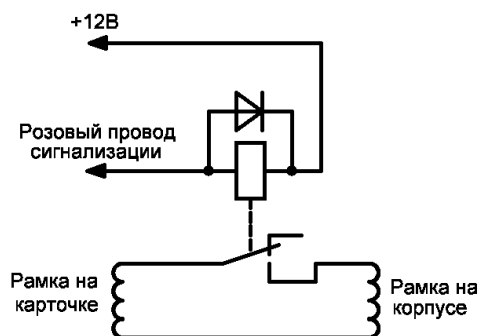 +12В
Розовый провод
сигнализации
Рамка на
карточке
Рамка на
корпусе